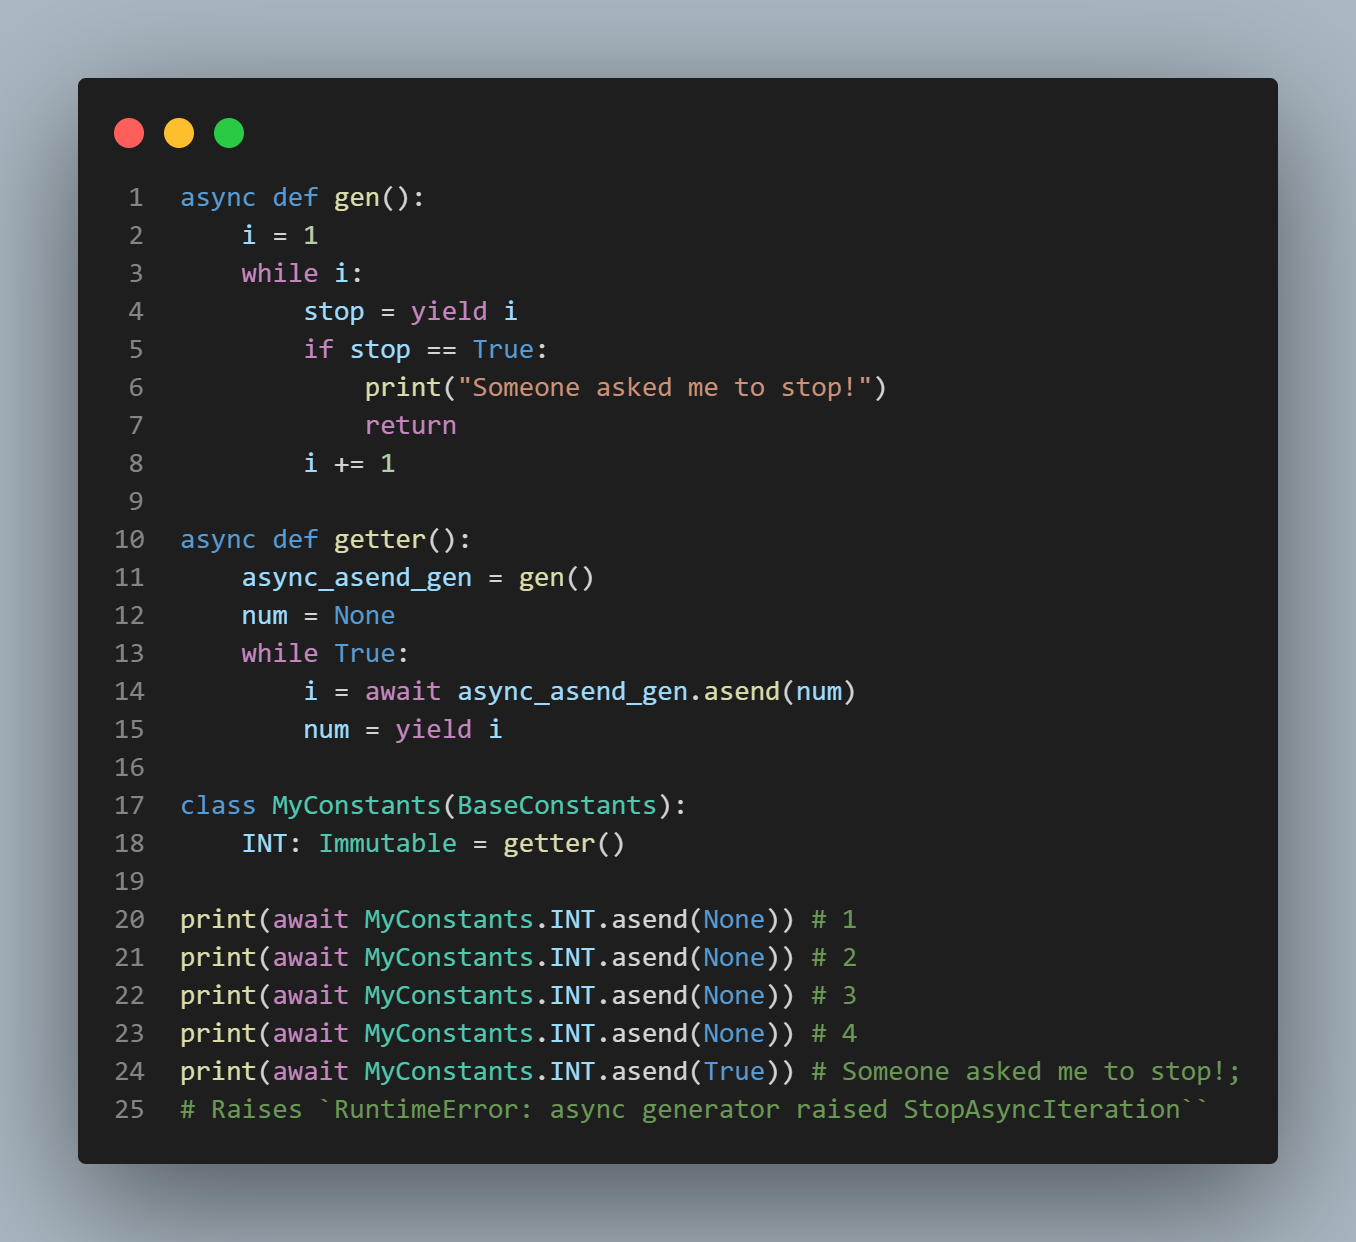 1 async def gen():
2     i = 1
3     while i:
4         stop = yield i
5         if stop == True:
6             print("Someone asked me to stop!")
7             return
8         i += 1
9
10 async def getter():
11     async_asend_gen = gen()
12     num = None
13     while True:
14         i = await async_asend_gen.asend(num)
15         num = yield i
16
17 class MyConstants(BaseConstants):
18     INT: Immutable = getter()
19
20 print(await MyConstants.INT.asend(None)) # 1
21 print(await MyConstants.INT.asend(None)) # 2
22 print(await MyConstants.INT.asend(None)) # 3
23 print(await MyConstants.INT.asend(None)) # 4
24 print(await MyConstants.INT.asend(True)) # Someone asked me to stop!;
25 # Raises `RuntimeError: async generator raised StopAsyncIteration``